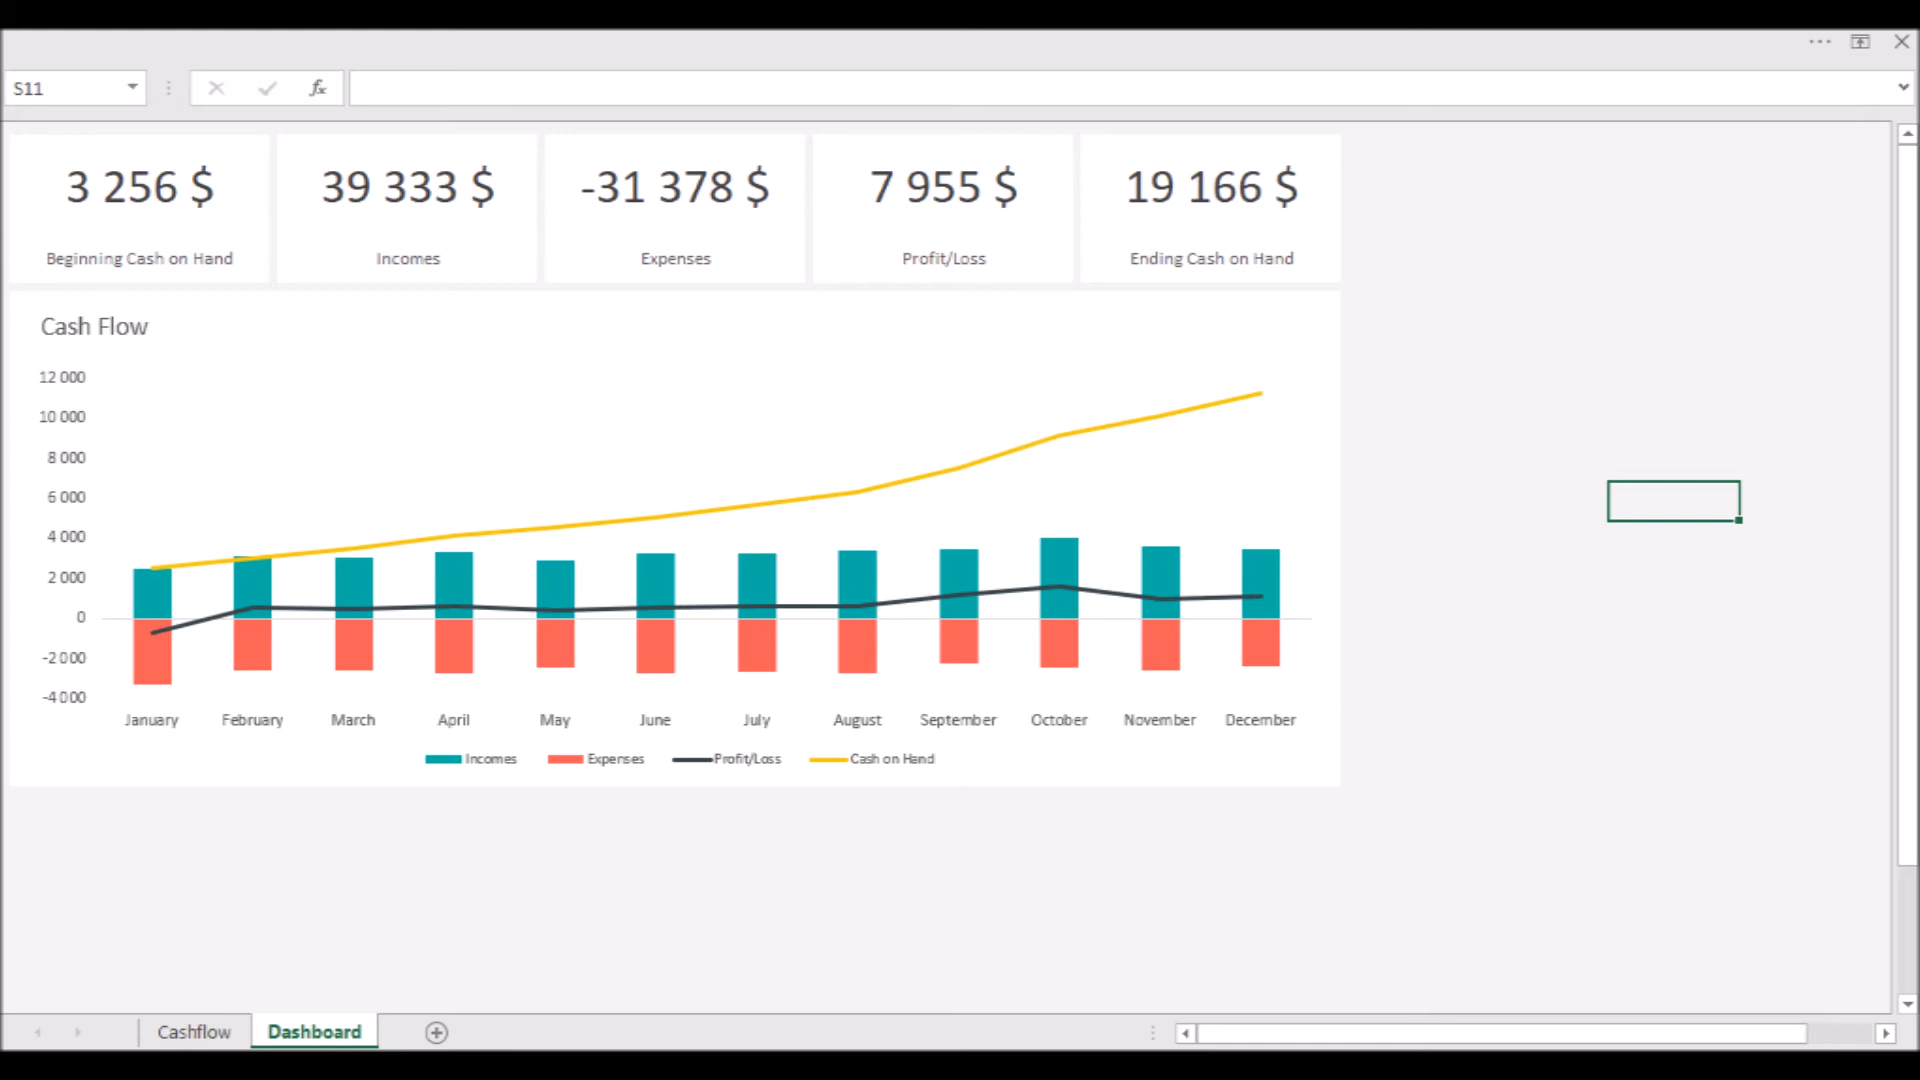 S11
fx
3 256 $
39 333 $
-31 378 $
7 955 $
19 166 $
Beginning Cash on Hand
Incomes
Expenses
Profit/Loss
Ending Cash on Hand
Cash Flow
12 000
10 000
8 000
6 000
4 000
2 000
0
-2 000
-4 000
January February March April May June July August September October November December
Incomes Expenses Profit/Loss Cash on Hand
Cashflow Dashboard